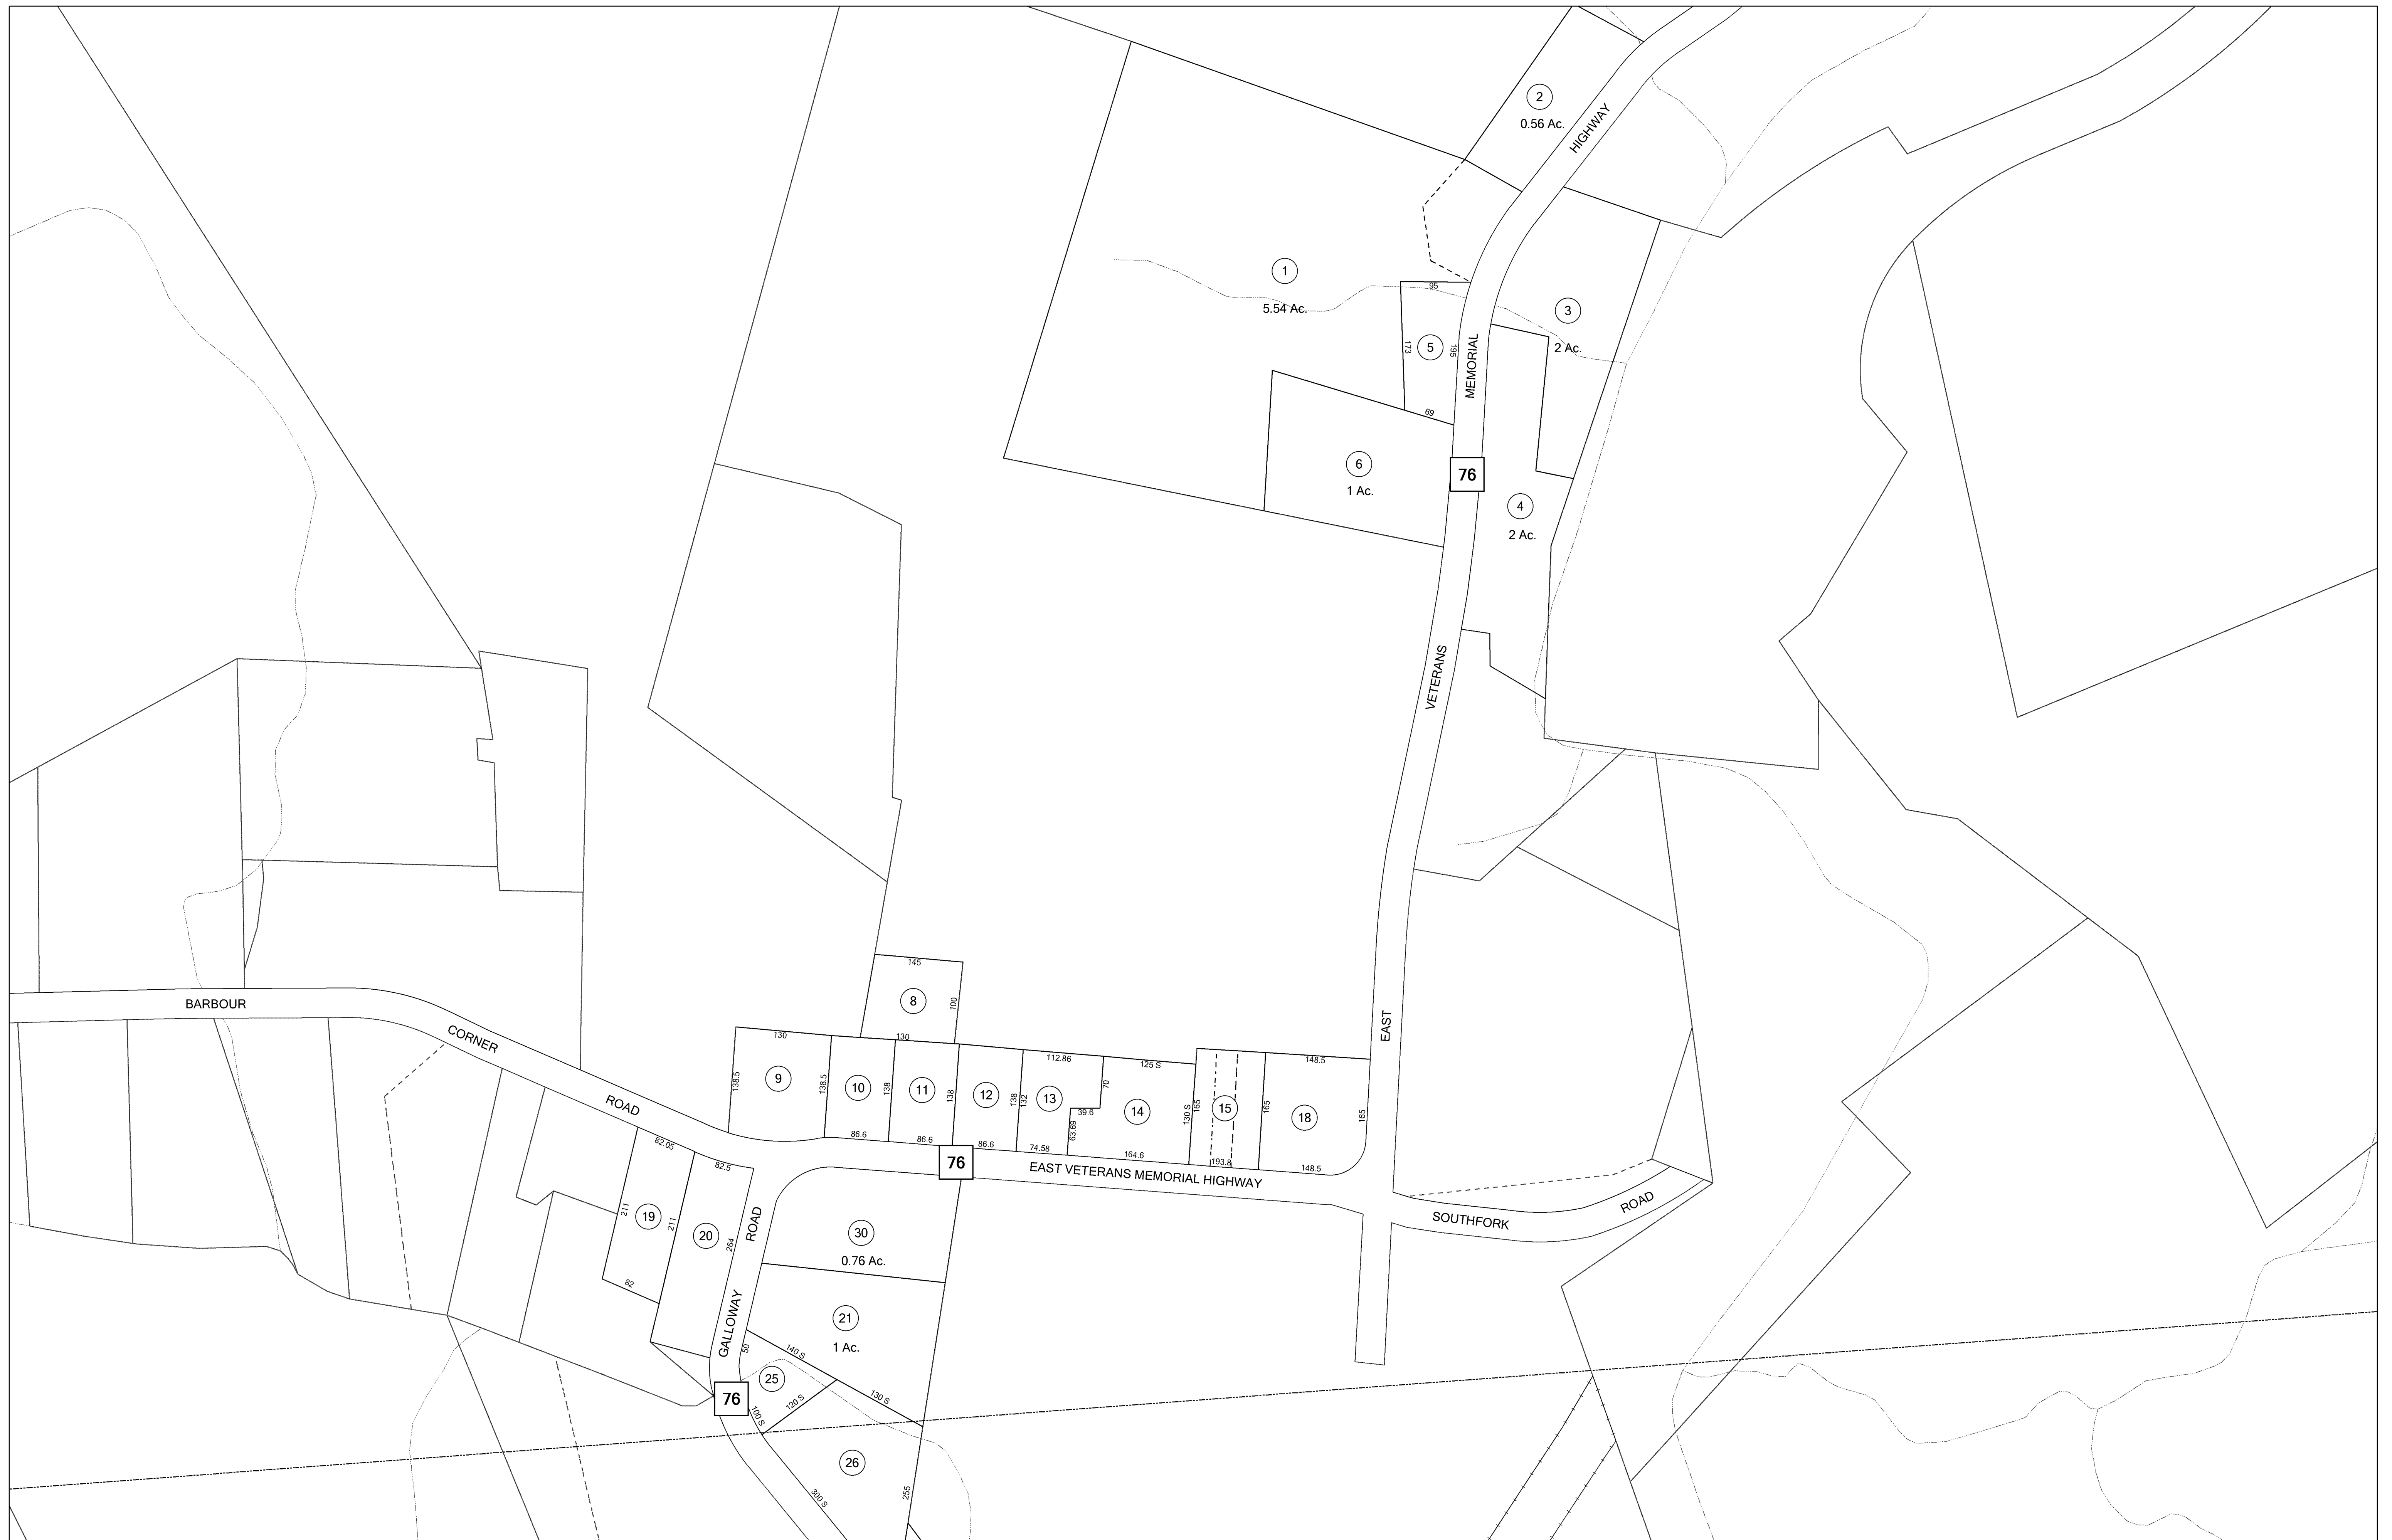 2
0.56 Ac.
HIGHWAY
1
5.54 Ac.
95
3
2 Ac.
173
5
195
MEMORIAL
69
6
1 Ac.
76
4
2 Ac.
VETERANS
EAST
145
8
100
BARBOUR
CORNER
ROAD
130
130
112.86
125 S
148.5
138.5
9
138.5
10
138
11
138
12
138
132
13
70
39.6
63.69
14
130 S
165
15
165
18
165
86.6
86.6
86.6
74.58
164.6
193.8
148.5
76
EAST VETERANS MEMORIAL HIGHWAY
82.05
82.5
211
19
211
20
264
82
ROAD
GALLOWAY
30
0.76 Ac.
SOUTHFORK
ROAD
21
1 Ac.
50
140 S
25
120 S
130 S
100 S
76
26
300 S
255